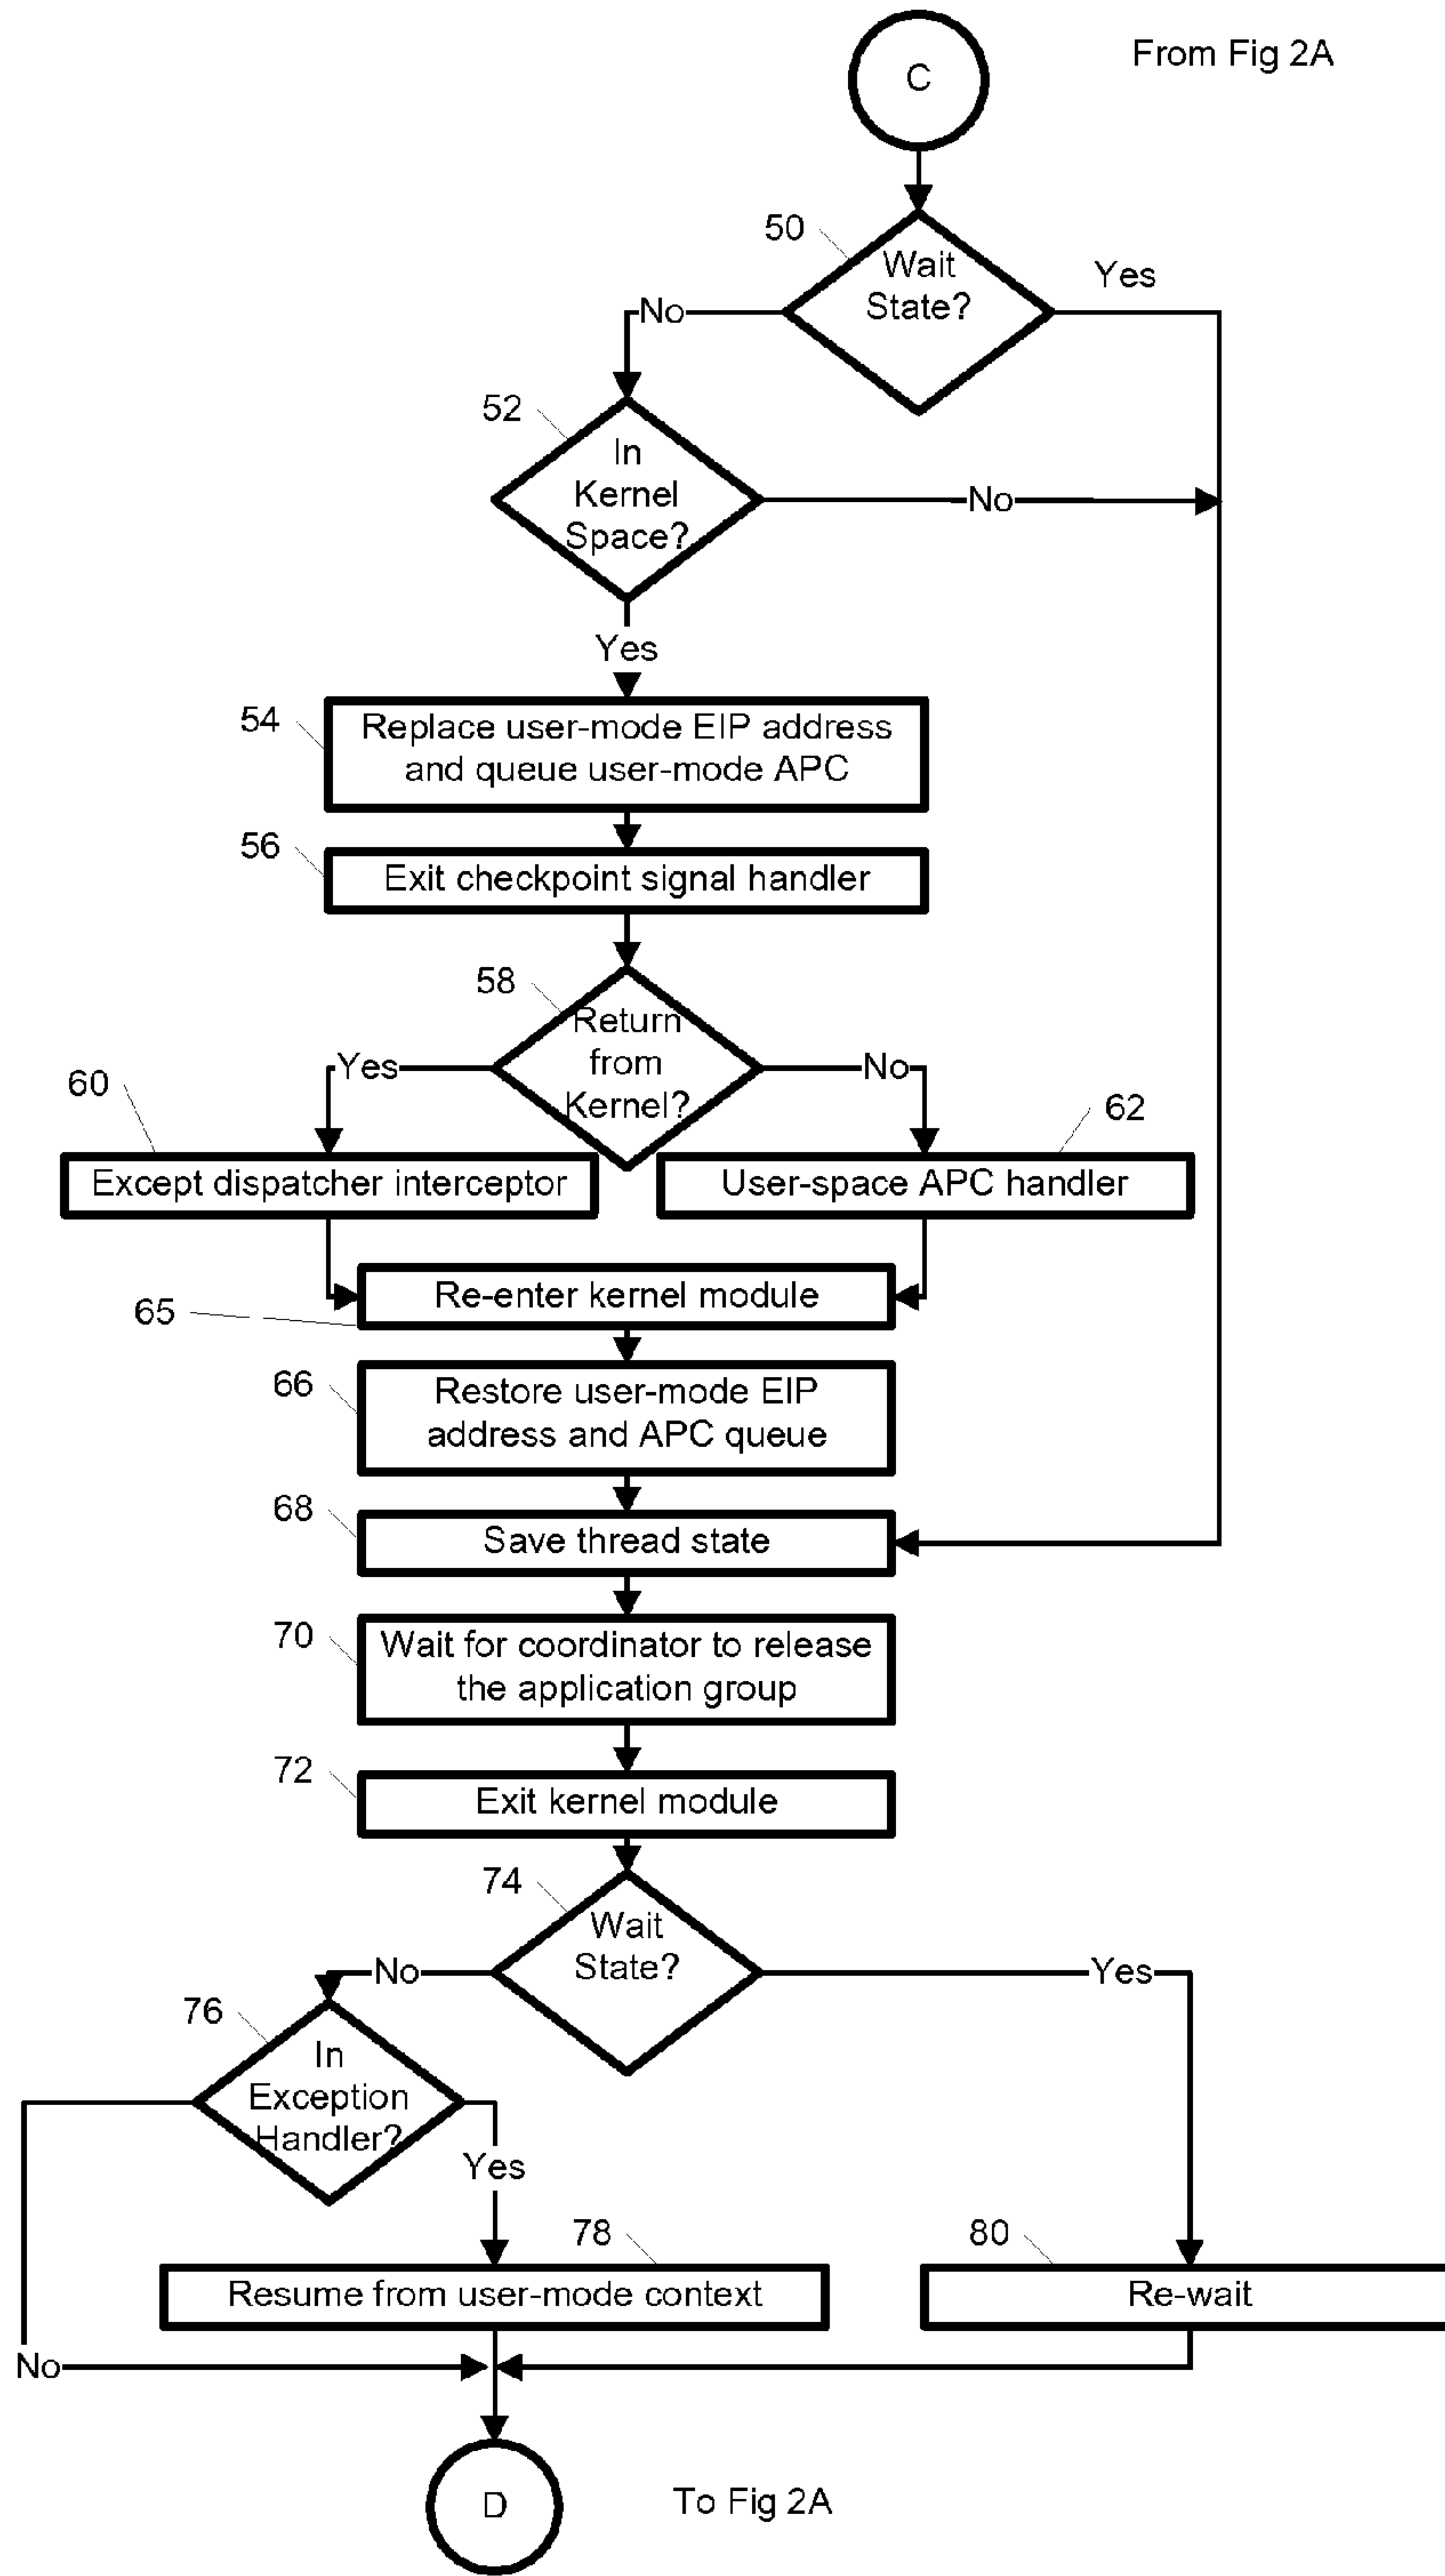 C
From Fig 2A
50
Wait
State?
Yes
No
52
In
Kernel
Space?
No
Yes
54
Replace user-mode EIP address
and queue user-mode APC
56
Exit checkpoint signal handler
58
Return
from
Kernel?
Yes
No
60
62
Except dispatcher interceptor
User-space APC handler
Re-enter kernel module
65
66
Restore user-mode EIP
address and APC queue
68
Save thread state
70
Wait for coordinator to release
the application group
72
Exit kernel module
74
Wait
State?
No
Yes
76
In
Exception
Handler?
Yes
78
80
Resume from user-mode context
Re-wait
No
D
To Fig 2A